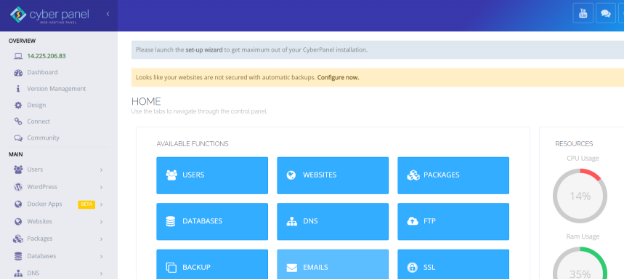 cyber panel
WEB HOSTING PANEL
OVERVIEW
14.225.206.83
Dashboard
Version Management
Design
Connect
Community
MAIN
Users
WordPress
Docker Apps BETA
Websites
Packages
Databases
DNS
Please launch the set-up wizard to get maximum out of your CyberPanel installation.
Looks like your websites are not secured with automatic backups. Configure now.
HOME
Use the tabs to navigate through the control panel.
AVAILABLE FUNCTIONS
USERS
WEBSITES
PACKAGES
DATABASES
DNS
FTP
BACKUP
EMAILS
SSL
RESOURCES
CPU Usage
14%
Ram Usage
35%